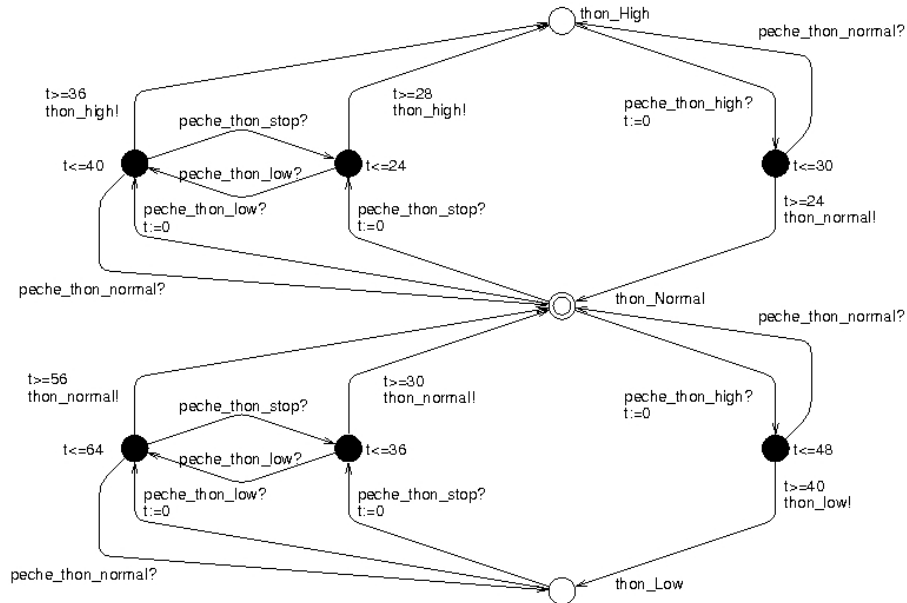 thon_High
peche_thon_normal?
t>=36
thon_high!
t>=28
thon_high!
peche_thon_high?
t:=0
peche_thon_stop?
t<=40
peche_thon_low?
t<=24
t<=30
peche_thon_low?
t:=0
peche_thon_stop?
t:=0
t>=24
thon_normal!
peche_thon_normal?
thon_Normal
peche_thon_normal?
t>=56
thon_normal!
t>=30
thon_normal!
peche_thon_high?
t:=0
peche_thon_stop?
t<=64
peche_thon_low?
t<=36
t<=48
peche_thon_low?
t:=0
peche_thon_stop?
t:=0
t>=40
thon_low!
peche_thon_normal?
thon_Low